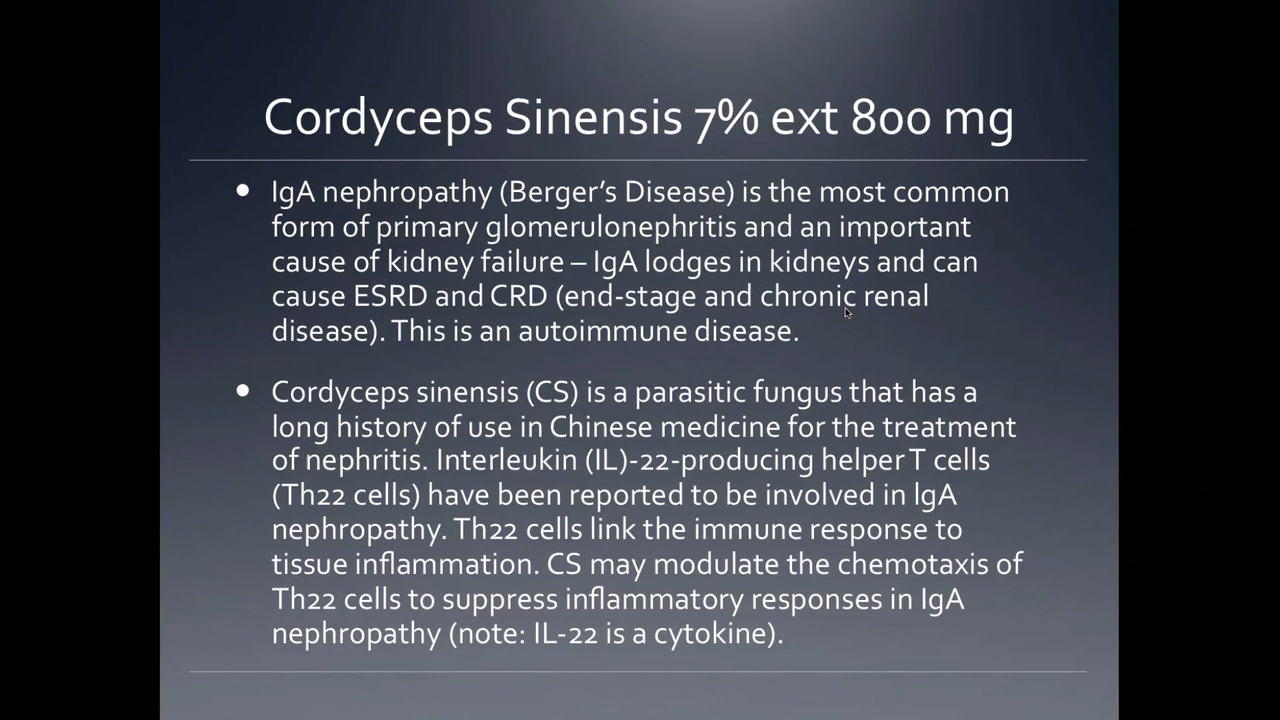 Cordyceps Sinensis 7% ext 800 mg
• IgA nephropathy (Berger’s Disease) is the most common
form of primary glomerulonephritis and an important
cause of kidney failure – IgA lodges in kidneys and can
cause ESRD and CRD (end-stage and chronic renal
disease). This is an autoimmune disease.
• Cordyceps sinensis (CS) is a parasitic fungus that has a
long history of use in Chinese medicine for the treatment
of nephritis. Interleukin (IL)-22-producing helper T cells
(Th22 cells) have been reported to be involved in lgA
nephropathy. Th22 cells link the immune response to
tissue inflammation. CS may modulate the chemotaxis of
Th22 cells to suppress inflammatory responses in IgA
nephropathy (note: IL-22 is a cytokine).